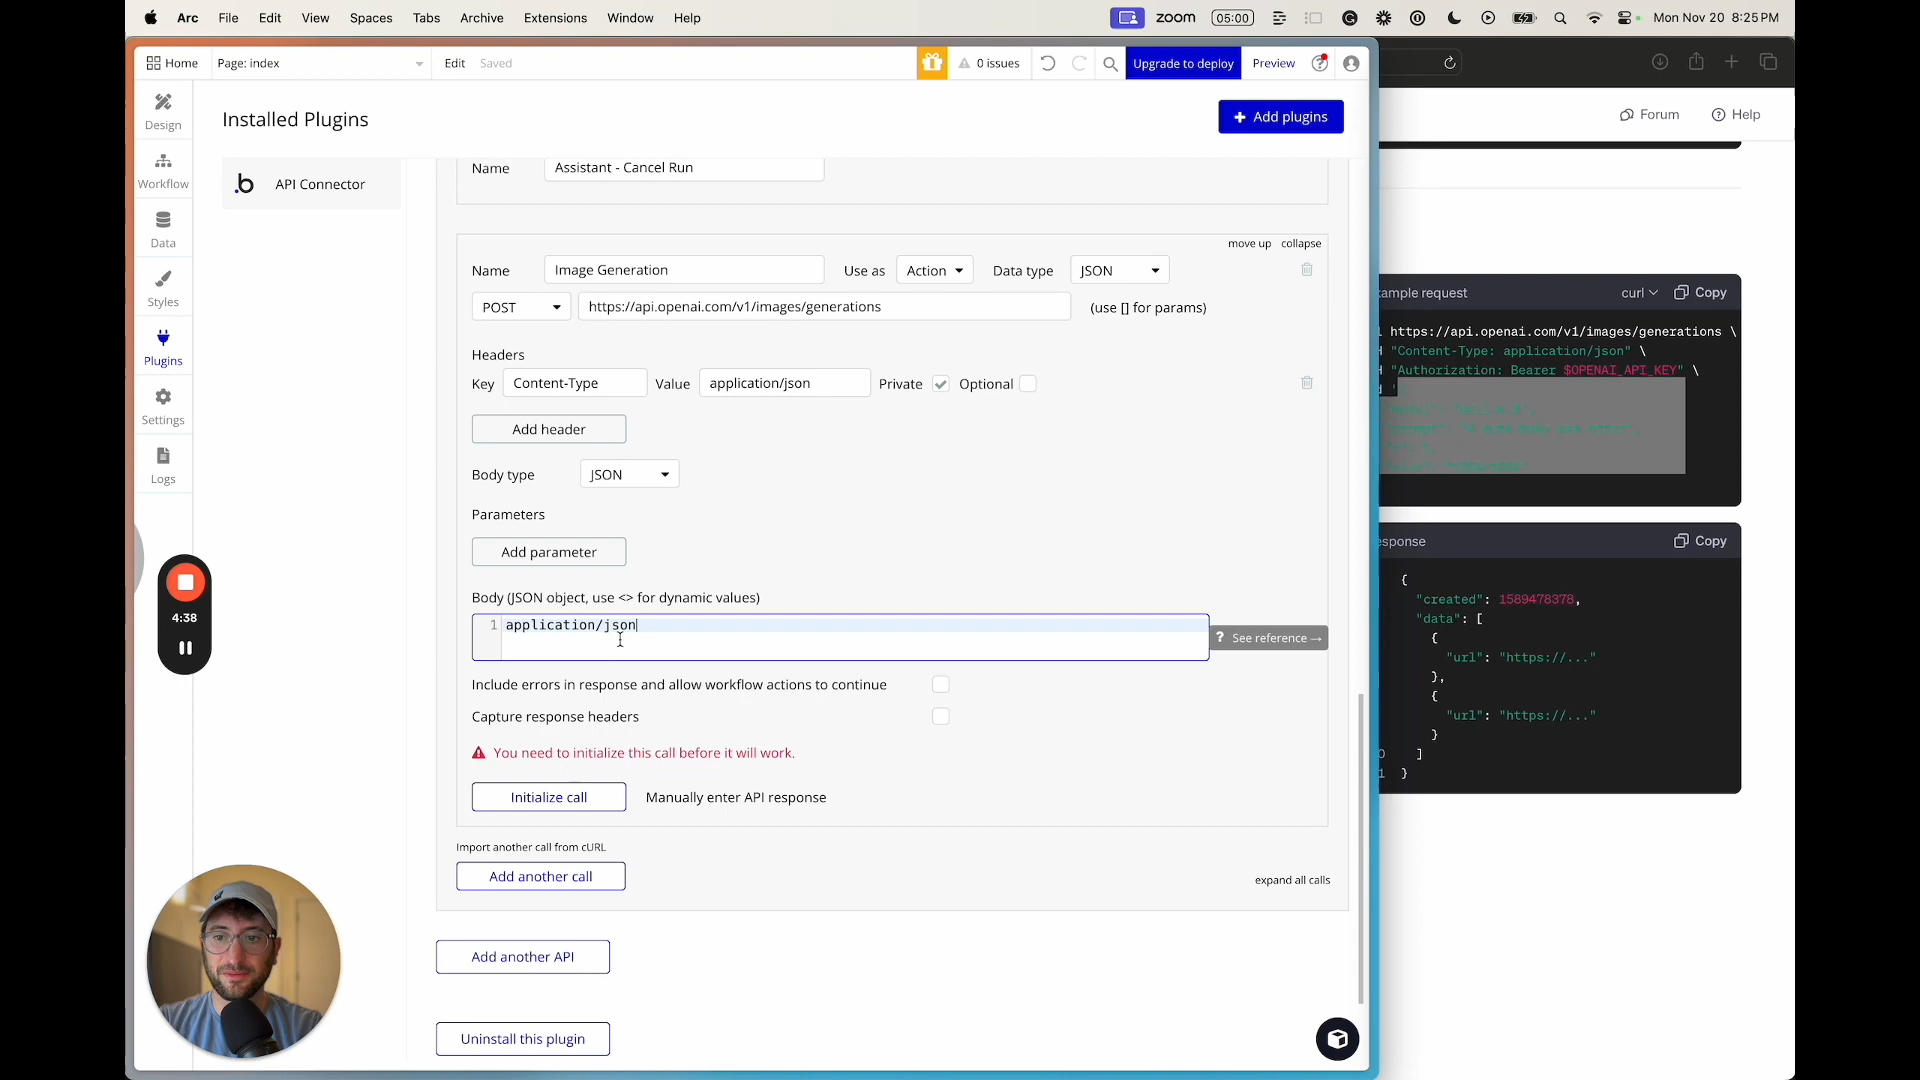 Arc File Edit View Spaces Tabs Archive Extensions Window Help zoom 05:00 Mon Nov 20 8:25 PM
Home Page: index Edit Saved 0 issues Upgrade to deploy Preview
Design
Workflow
Data
Styles
Plugins
Settings
Logs
Installed Plugins
Add plugins
.b API Connector
Name Assistant - Cancel Run
move up collapse
Name Image Generation Use as Action Data type JSON
POST https://api.openai.com/v1/images/generations (use [] for params)
Headers
Key Content-Type Value application/json Private Optional
Add header
Body type JSON
Parameters
Add parameter
Body (JSON object, use <> for dynamic values)
1 application/json
? See reference →
Include errors in response and allow workflow actions to continue
Capture response headers
You need to initialize this call before it will work.
Initialize call Manually enter API response
Import another call from cURL
Add another call
expand all calls
Add another API
Uninstall this plugin
4:38
Forum Help
ample request curl Copy
https://api.openai.com/v1/images/generations \
"Content-Type: application/json" \
"Authorization: Bearer $OPENAI_API_KEY" \
'
esponse Copy
{
"created": 1589478378,
"data": [
{
"url": "https://..."
},
{
"url": "https://..."
}
]
}